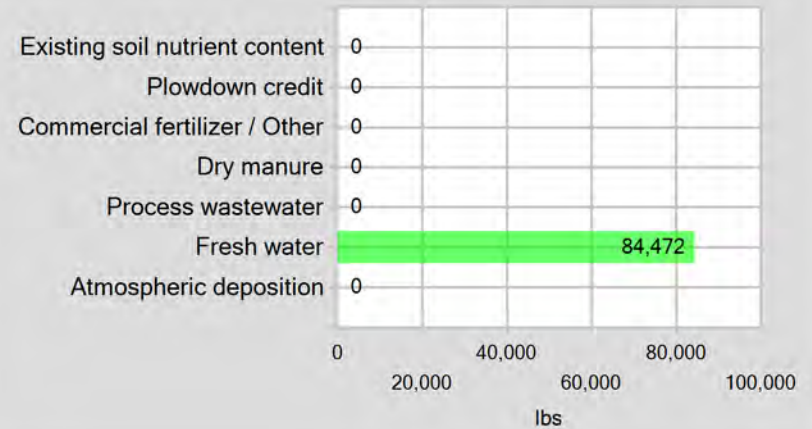 Existing soil nutrient content 0
Plowdown credit 0
Commercial fertilizer / Other 0
Dry manure 0
Process wastewater 0
Fresh water 84,472
Atmospheric deposition 0
0 40,000 80,000
20,000 60,000 100,000
lbs